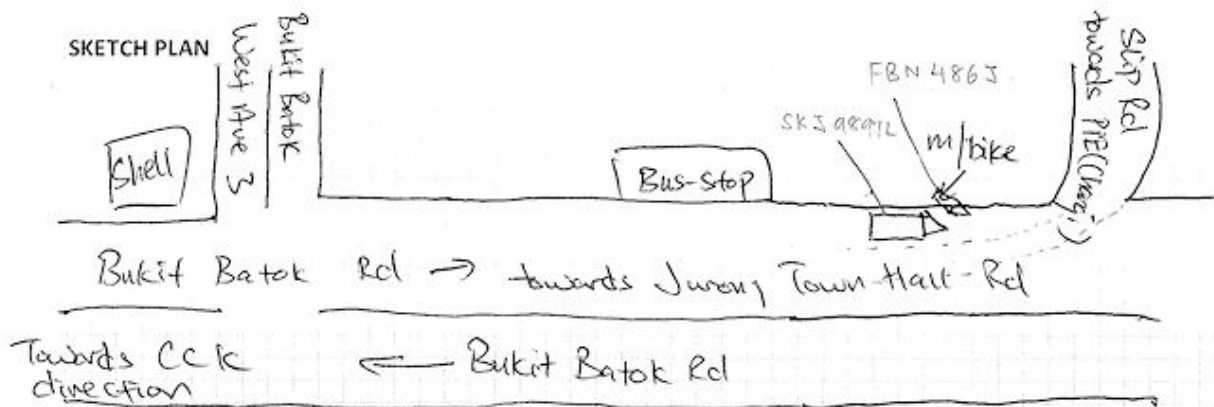 SKETCH PLAN
Bukit Batok
West Ave 3
Shell
Bus-Stop
FBN 486J
SKJ 9899L
m/bike
Slip Rd
towards PIE(Changi)
Bukit Batok Rd → towards Jurong Town-Hall-Rd
Towards CCK
direction
← Bukit Batok Rd